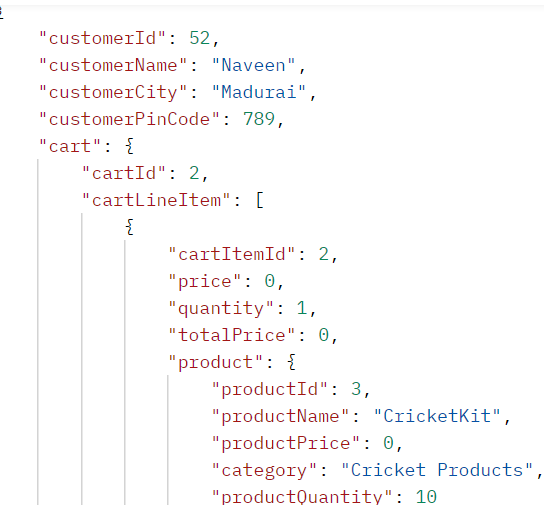 {
"customerId": 52,
"customerName": "Naveen",
"customerCity": "Madurai",
"customerPinCode": 789,
"cart": {
"cartId": 2,
"cartLineItem": [
{
"cartItemId": 2,
"price": 0,
"quantity": 1,
"totalPrice": 0,
"product": {
"productId": 3,
"productName": "CricketKit",
"productPrice": 0,
"category": "Cricket Products",
"productQuantity": 10